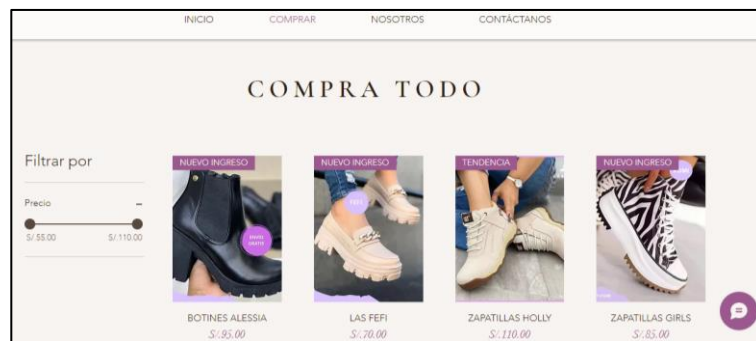 INICIO COMPRAR NOSOTROS CONTÁCTANOS
COMPRA TODO
Filtrar por
Precio −
S/.55.00 S/.110.00
NUEVO INGRESO
BOTINES ALESSIA
S/.95.00
NUEVO INGRESO
LAS FEFI
S/.70.00
TENDENCIA
ZAPATILLAS HOLLY
S/.110.00
NUEVO INGRESO
ZAPATILLAS GIRLS
S/.85.00